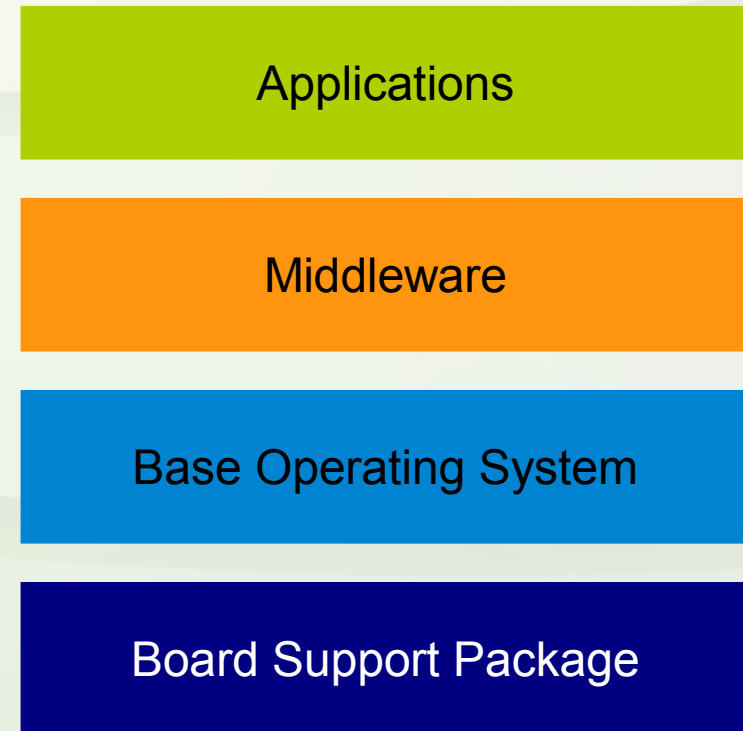 Applications
Middleware
Base Operating System
Board Support Package